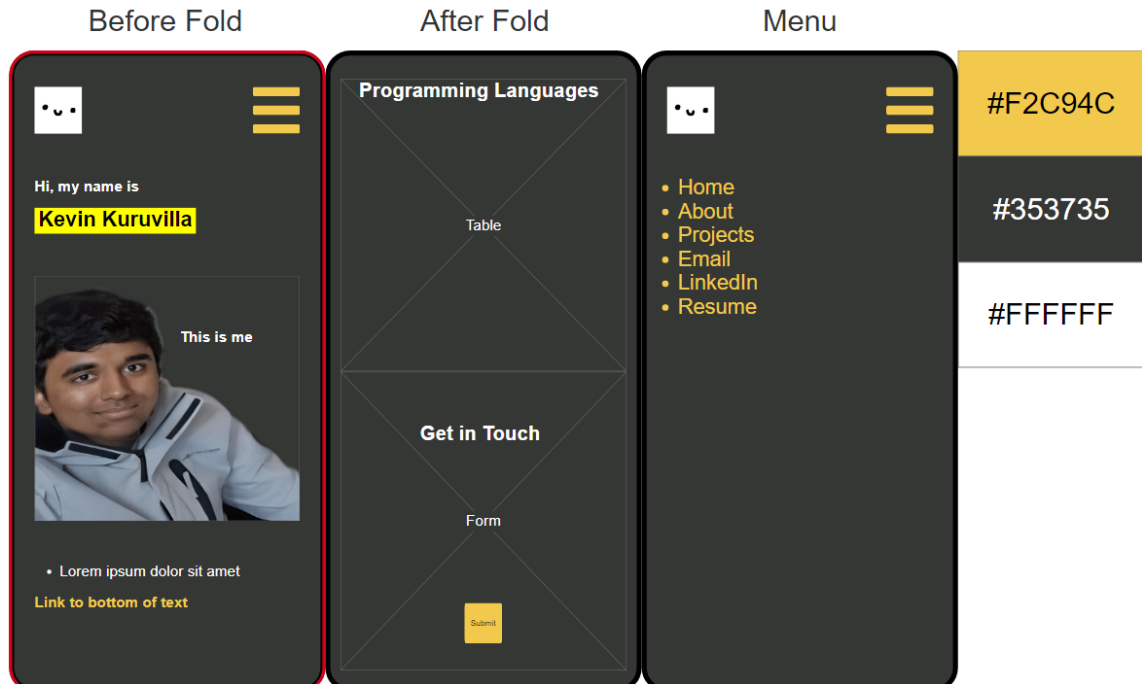 Before Fold
After Fold
Menu
Hi, my name is
Kevin Kuruvilla
This is me
Lorem ipsum dolor sit amet
Link to bottom of text
Programming Languages
Table
Get in Touch
Form
Submit
Home
About
Projects
Email
LinkedIn
Resume
#F2C94C
#353735
#FFFFFF